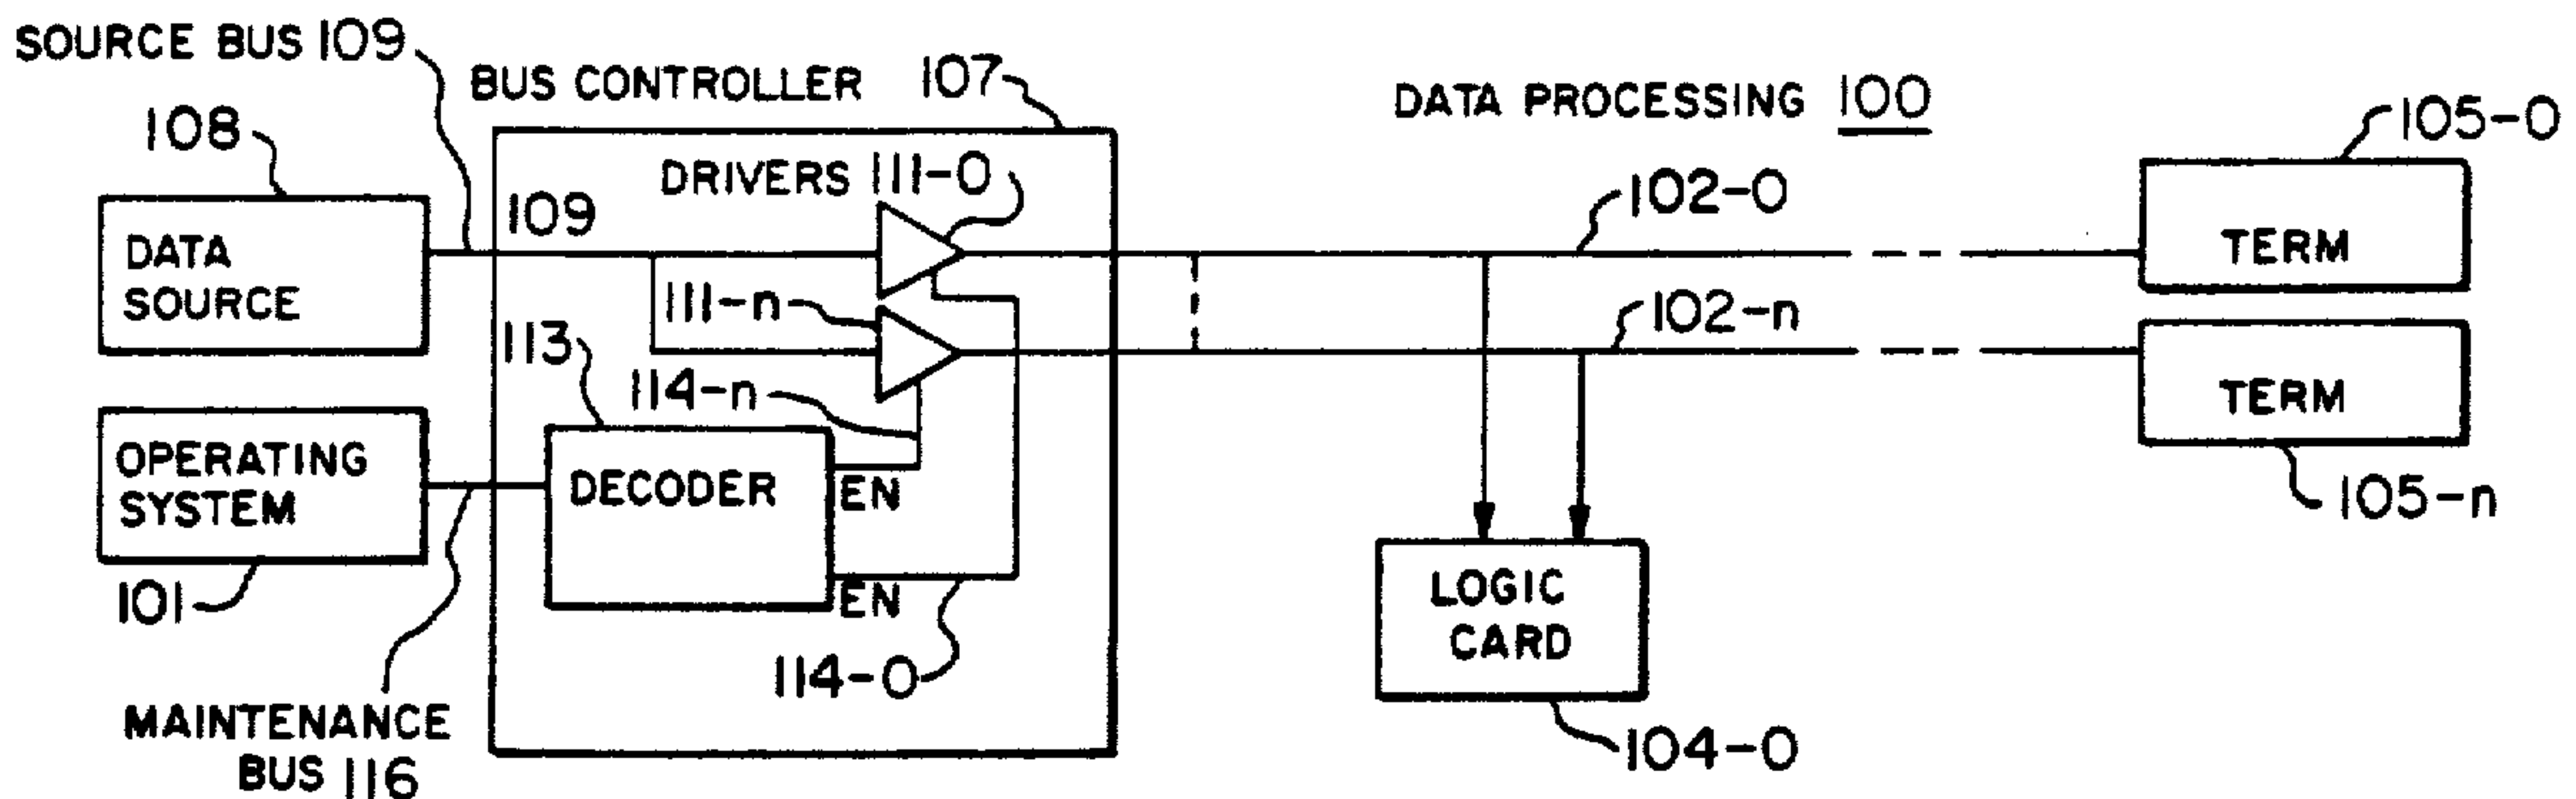 SOURCE BUS 109
BUS CONTROLLER 107
DATA PROCESSING 100
105-0
108
DRIVERS 111-0
102-0
109
DATA
SOURCE
TERM
111-n
102-n
113
114-n
TERM
OPERATING
SYSTEM
DECODER
EN
105-n
LOGIC
CARD
EN
101
114-0
104-0
MAINTENANCE
BUS 116